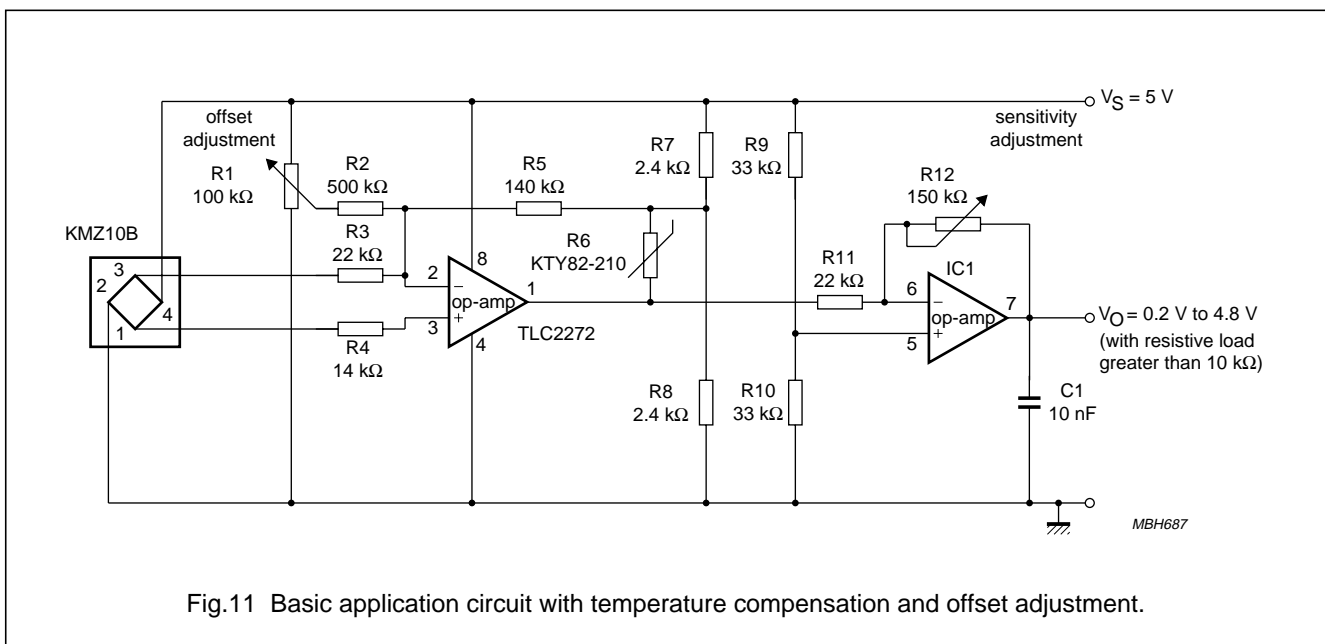 V_S = 5 V
offset
adjustment
sensitivity
adjustment
R1
100 kΩ
R2
500 kΩ
R5
140 kΩ
R7
2.4 kΩ
R9
33 kΩ
R12
150 kΩ
KMZ10B
R3
22 kΩ
R6
KTY82-210
R11
22 kΩ
IC1
2
3
1
4
2
−
3
+
8
op-amp
1
4
TLC2272
6
−
5
+
op-amp
7
V_O = 0.2 V to 4.8 V
(with resistive load
greater than 10 kΩ)
R4
14 kΩ
R8
2.4 kΩ
R10
33 kΩ
C1
10 nF
MBH687
Fig.11 Basic application circuit with temperature compensation and offset adjustment.